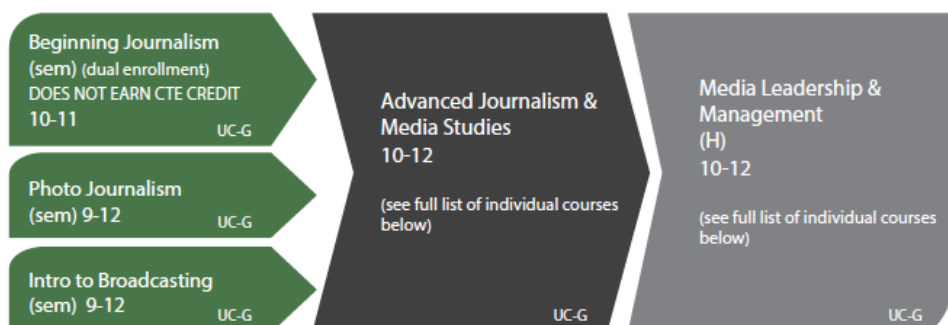 Beginning Journalism
(sem) (dual enrollment)
DOES NOT EARN CTE CREDIT
10-11
UC-G
Photo Journalism
(sem) 9-12
UC-G
Intro to Broadcasting
(sem) 9-12
UC-G
Advanced Journalism &
Media Studies
10-12
(see full list of individual courses
below)
UC-G
Media Leadership &
Management
(H)
10-12
(see full list of individual courses
below)
UC-G